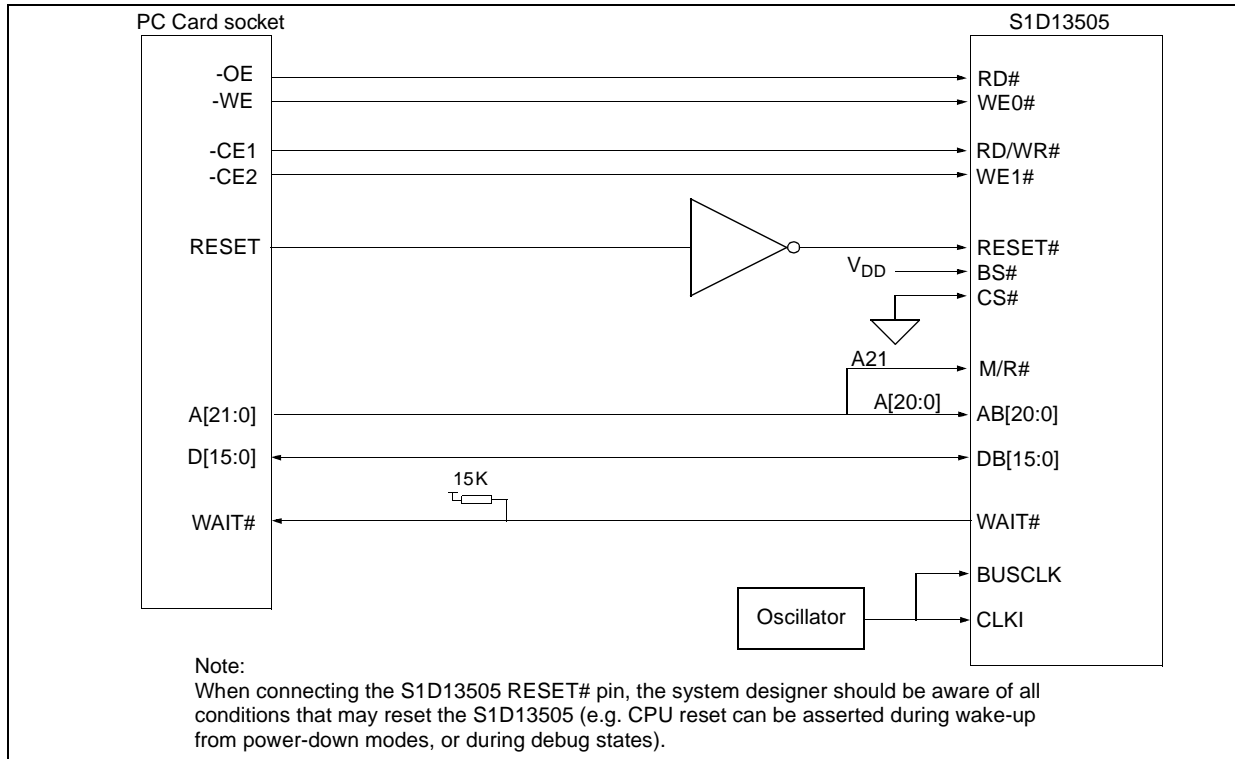 PC Card socket
S1D13505
-OE
RD#
-WE
WE0#
-CE1
RD/WR#
-CE2
WE1#
RESET
RESET#
VDD
BS#
CS#
A21
M/R#
A[21:0]
A[20:0]
AB[20:0]
D[15:0]
DB[15:0]
15K
WAIT#
WAIT#
BUSCLK
Oscillator
CLKI
Note:
When connecting the S1D13505 RESET# pin, the system designer should be aware of all
conditions that may reset the S1D13505 (e.g. CPU reset can be asserted during wake-up
from power-down modes, or during debug states).